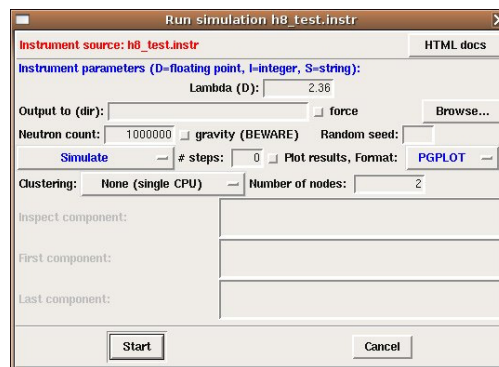 Run simulation h8_test.instr
Instrument source: h8_test.instr HTML docs
Instrument parameters (D=floating point, I=integer, S=string):
Lambda (D): 2.36
Output to (dir): force Browse...
Neutron count: 1000000 gravity (BEWARE) Random seed:
Simulate # steps: 0 Plot results, Format: PGPLOT
Clustering: None (single CPU) Number of nodes: 2
Inspect component:
First component:
Last component:
Start Cancel